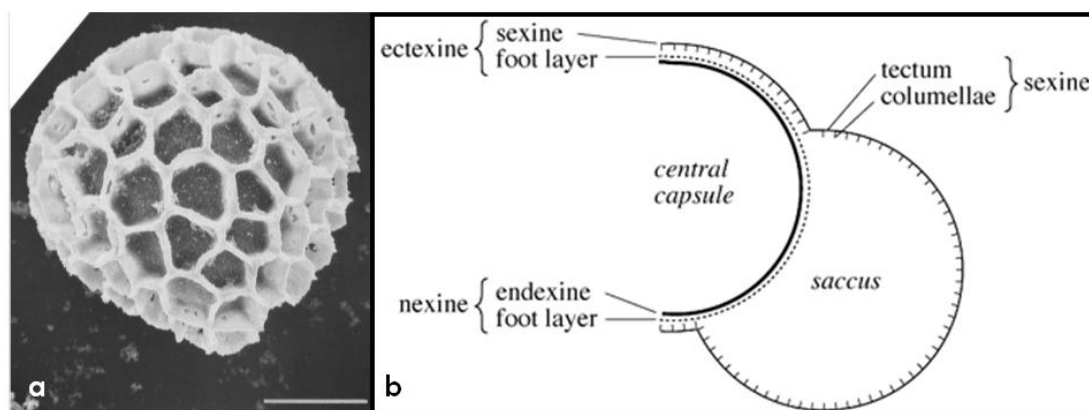 ectexine { sexine
foot layer
tectum
columellae } sexine
central
capsule
saccus
nexine { endexine
foot layer
a
b